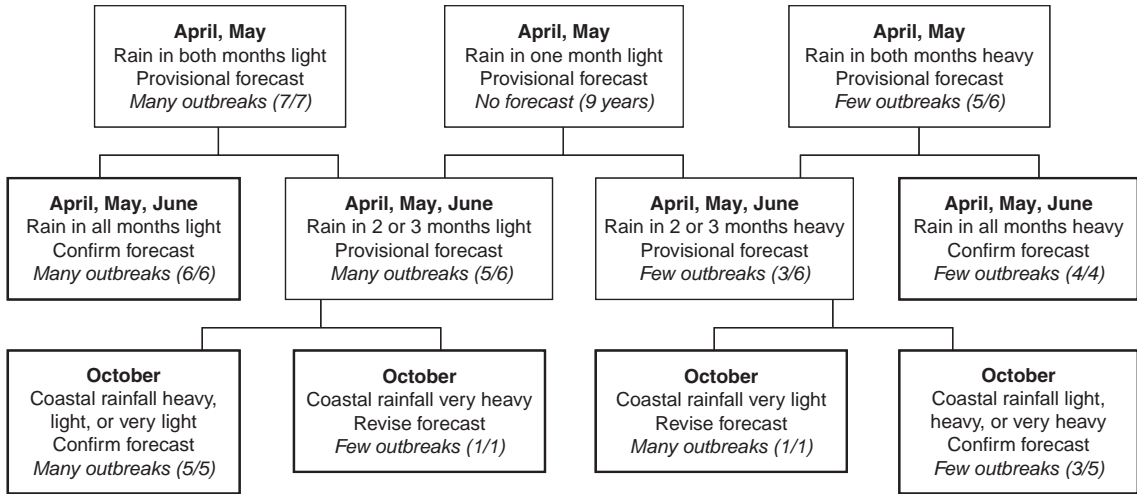 April, May
Rain in both months light
Provisional forecast
Many outbreaks (7/7)
April, May
Rain in one month light
Provisional forecast
No forecast (9 years)
April, May
Rain in both months heavy
Provisional forecast
Few outbreaks (5/6)
April, May, June
Rain in all months light
Confirm forecast
Many outbreaks (6/6)
April, May, June
Rain in 2 or 3 months light
Provisional forecast
Many outbreaks (5/6)
April, May, June
Rain in 2 or 3 months heavy
Provisional forecast
Few outbreaks (3/6)
April, May, June
Rain in all months heavy
Confirm forecast
Few outbreaks (4/4)
October
Coastal rainfall heavy,
light, or very light
Confirm forecast
Many outbreaks (5/5)
October
Coastal rainfall very heavy
Revise forecast
Few outbreaks (1/1)
October
Coastal rainfall very light
Revise forecast
Many outbreaks (1/1)
October
Coastal rainfall light,
heavy, or very heavy
Confirm forecast
Few outbreaks (3/5)